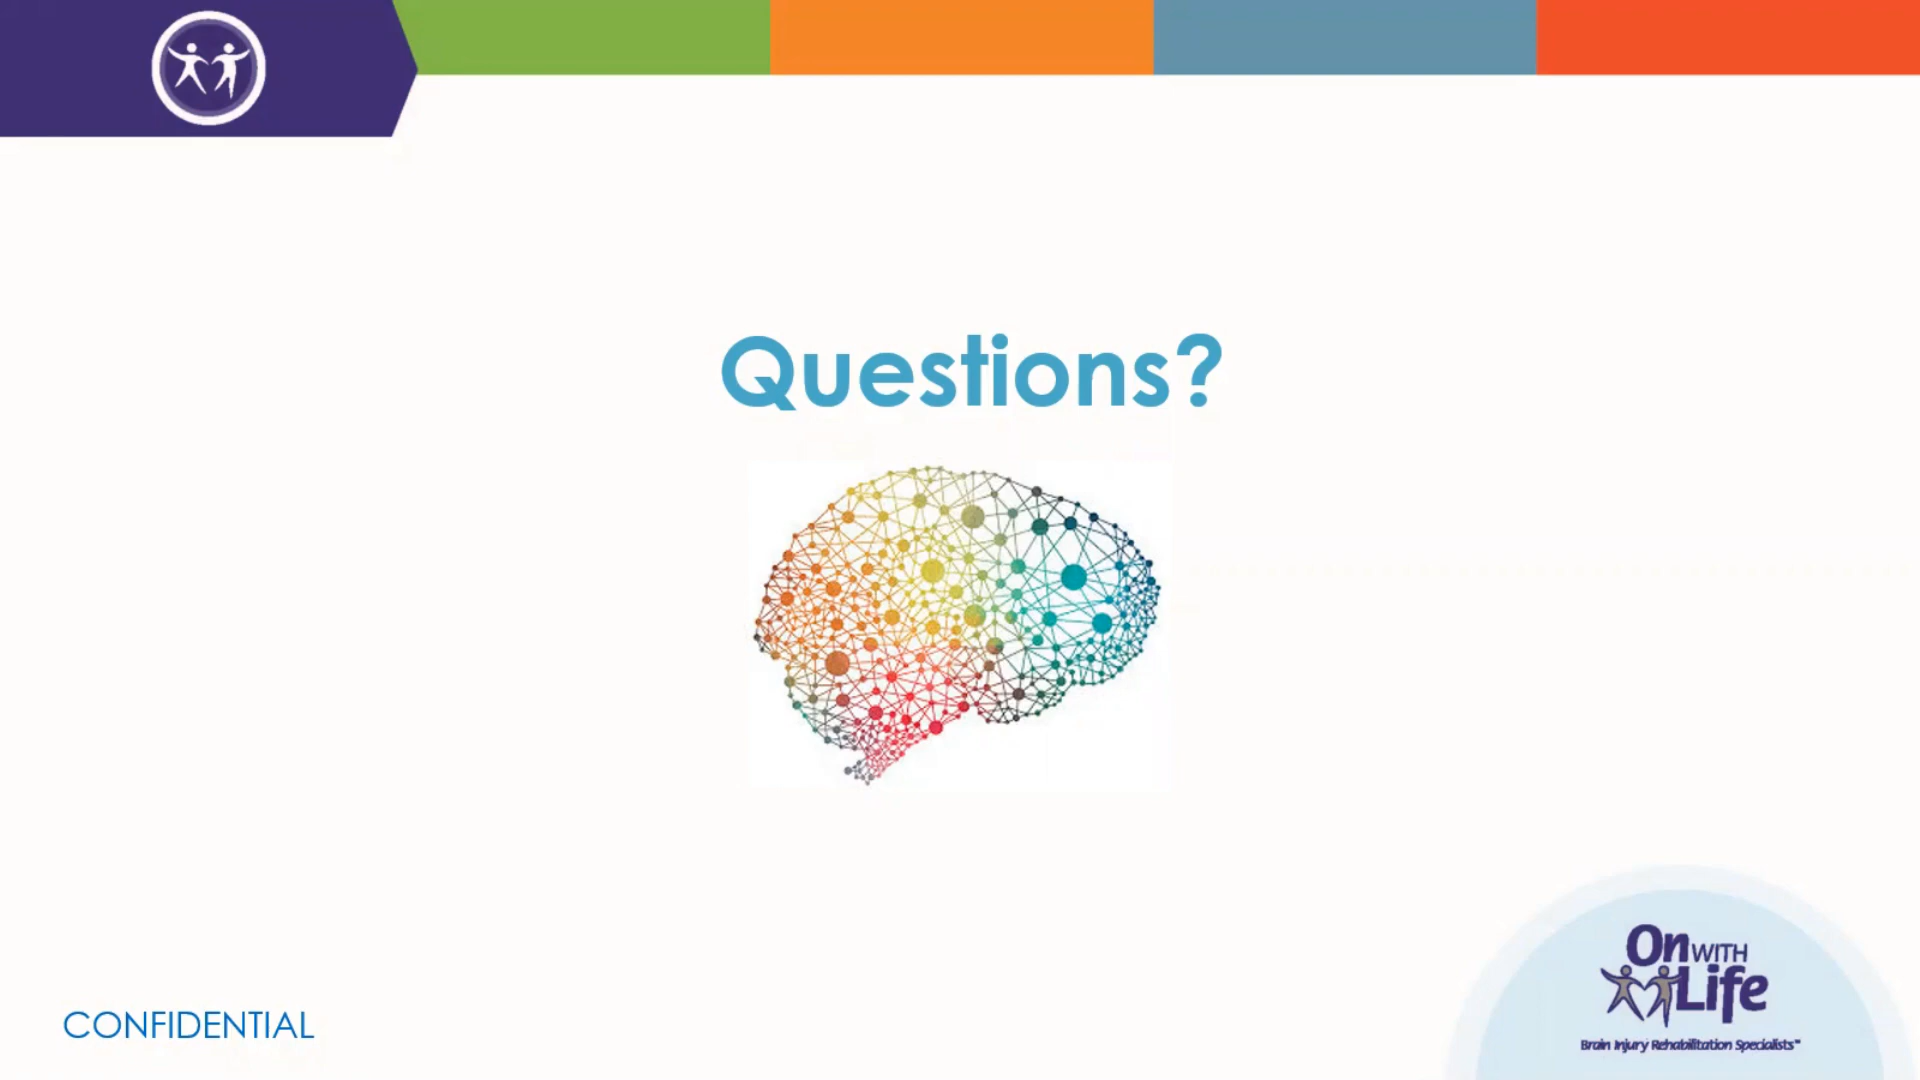 Questions?
CONFIDENTIAL
On WITH
Life
Brain Injury Rehabilitation Specialists™